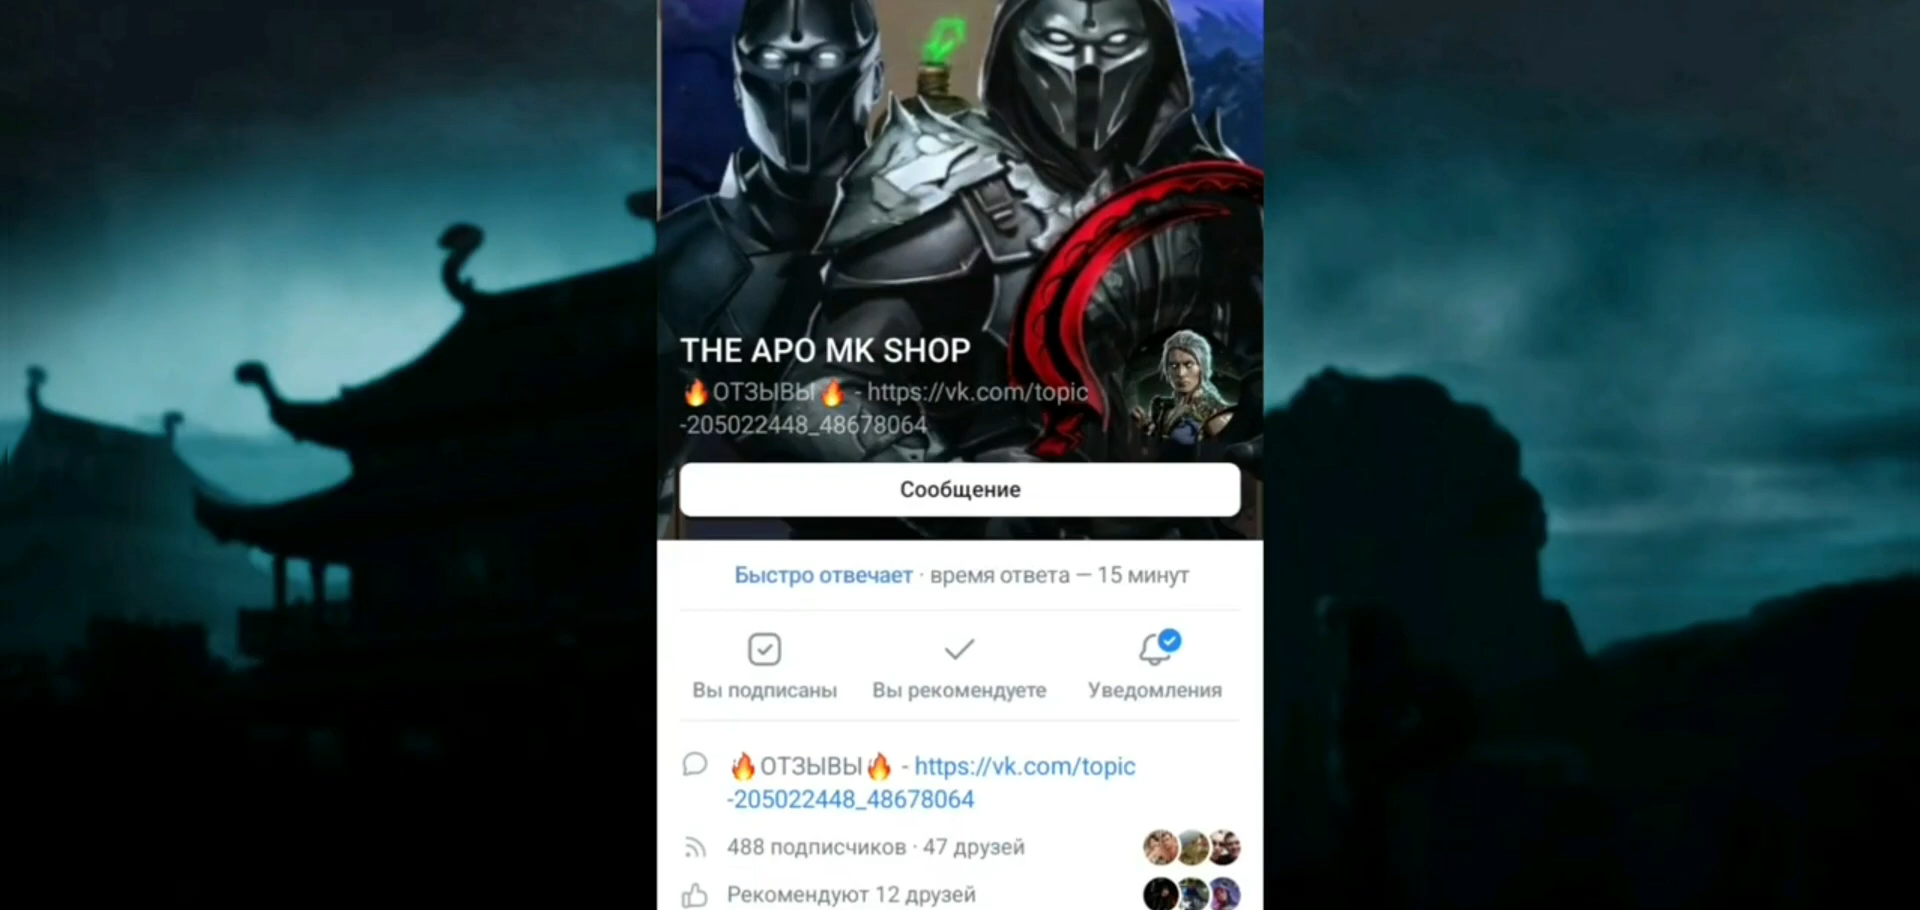 THE APO MK SHOP
🔥ОТЗЫВЫ🔥 - https://vk.com/topic
-205022448_48678064
Сообщение
Быстро отвечает · время ответа — 15 минут
Вы подписаны
Вы рекомендуете
Уведомления
🔥ОТЗЫВЫ🔥 - https://vk.com/topic
-205022448_48678064
488 подписчиков · 47 друзей
Рекомендуют 12 друзей